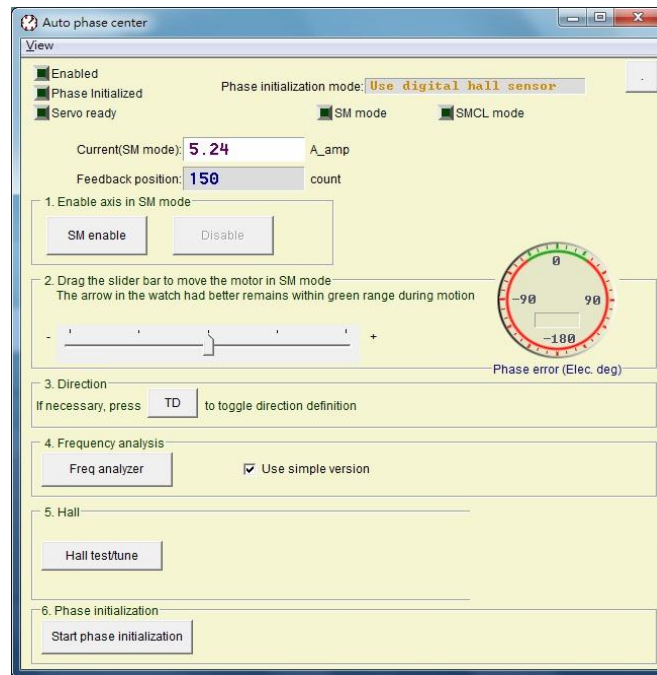 Auto phase center
View
Enabled
Phase Initialized
Servo ready
Phase initialization mode: Use digital hall sensor
.
SM mode
SMCL mode
Current(SM mode): 5.24 A_amp
Feedback position: 150 count
1. Enable axis in SM mode
SM enable
Disable
2. Drag the slider bar to move the motor in SM mode
The arrow in the watch had better remains within green range during motion
- +
0
-90 90
-180
Phase error (Elec. deg)
3. Direction
If necessary, press TD to toggle direction definition
4. Frequency analysis
Freq analyzer
Use simple version
5. Hall
Hall test/tune
6. Phase initialization
Start phase initialization